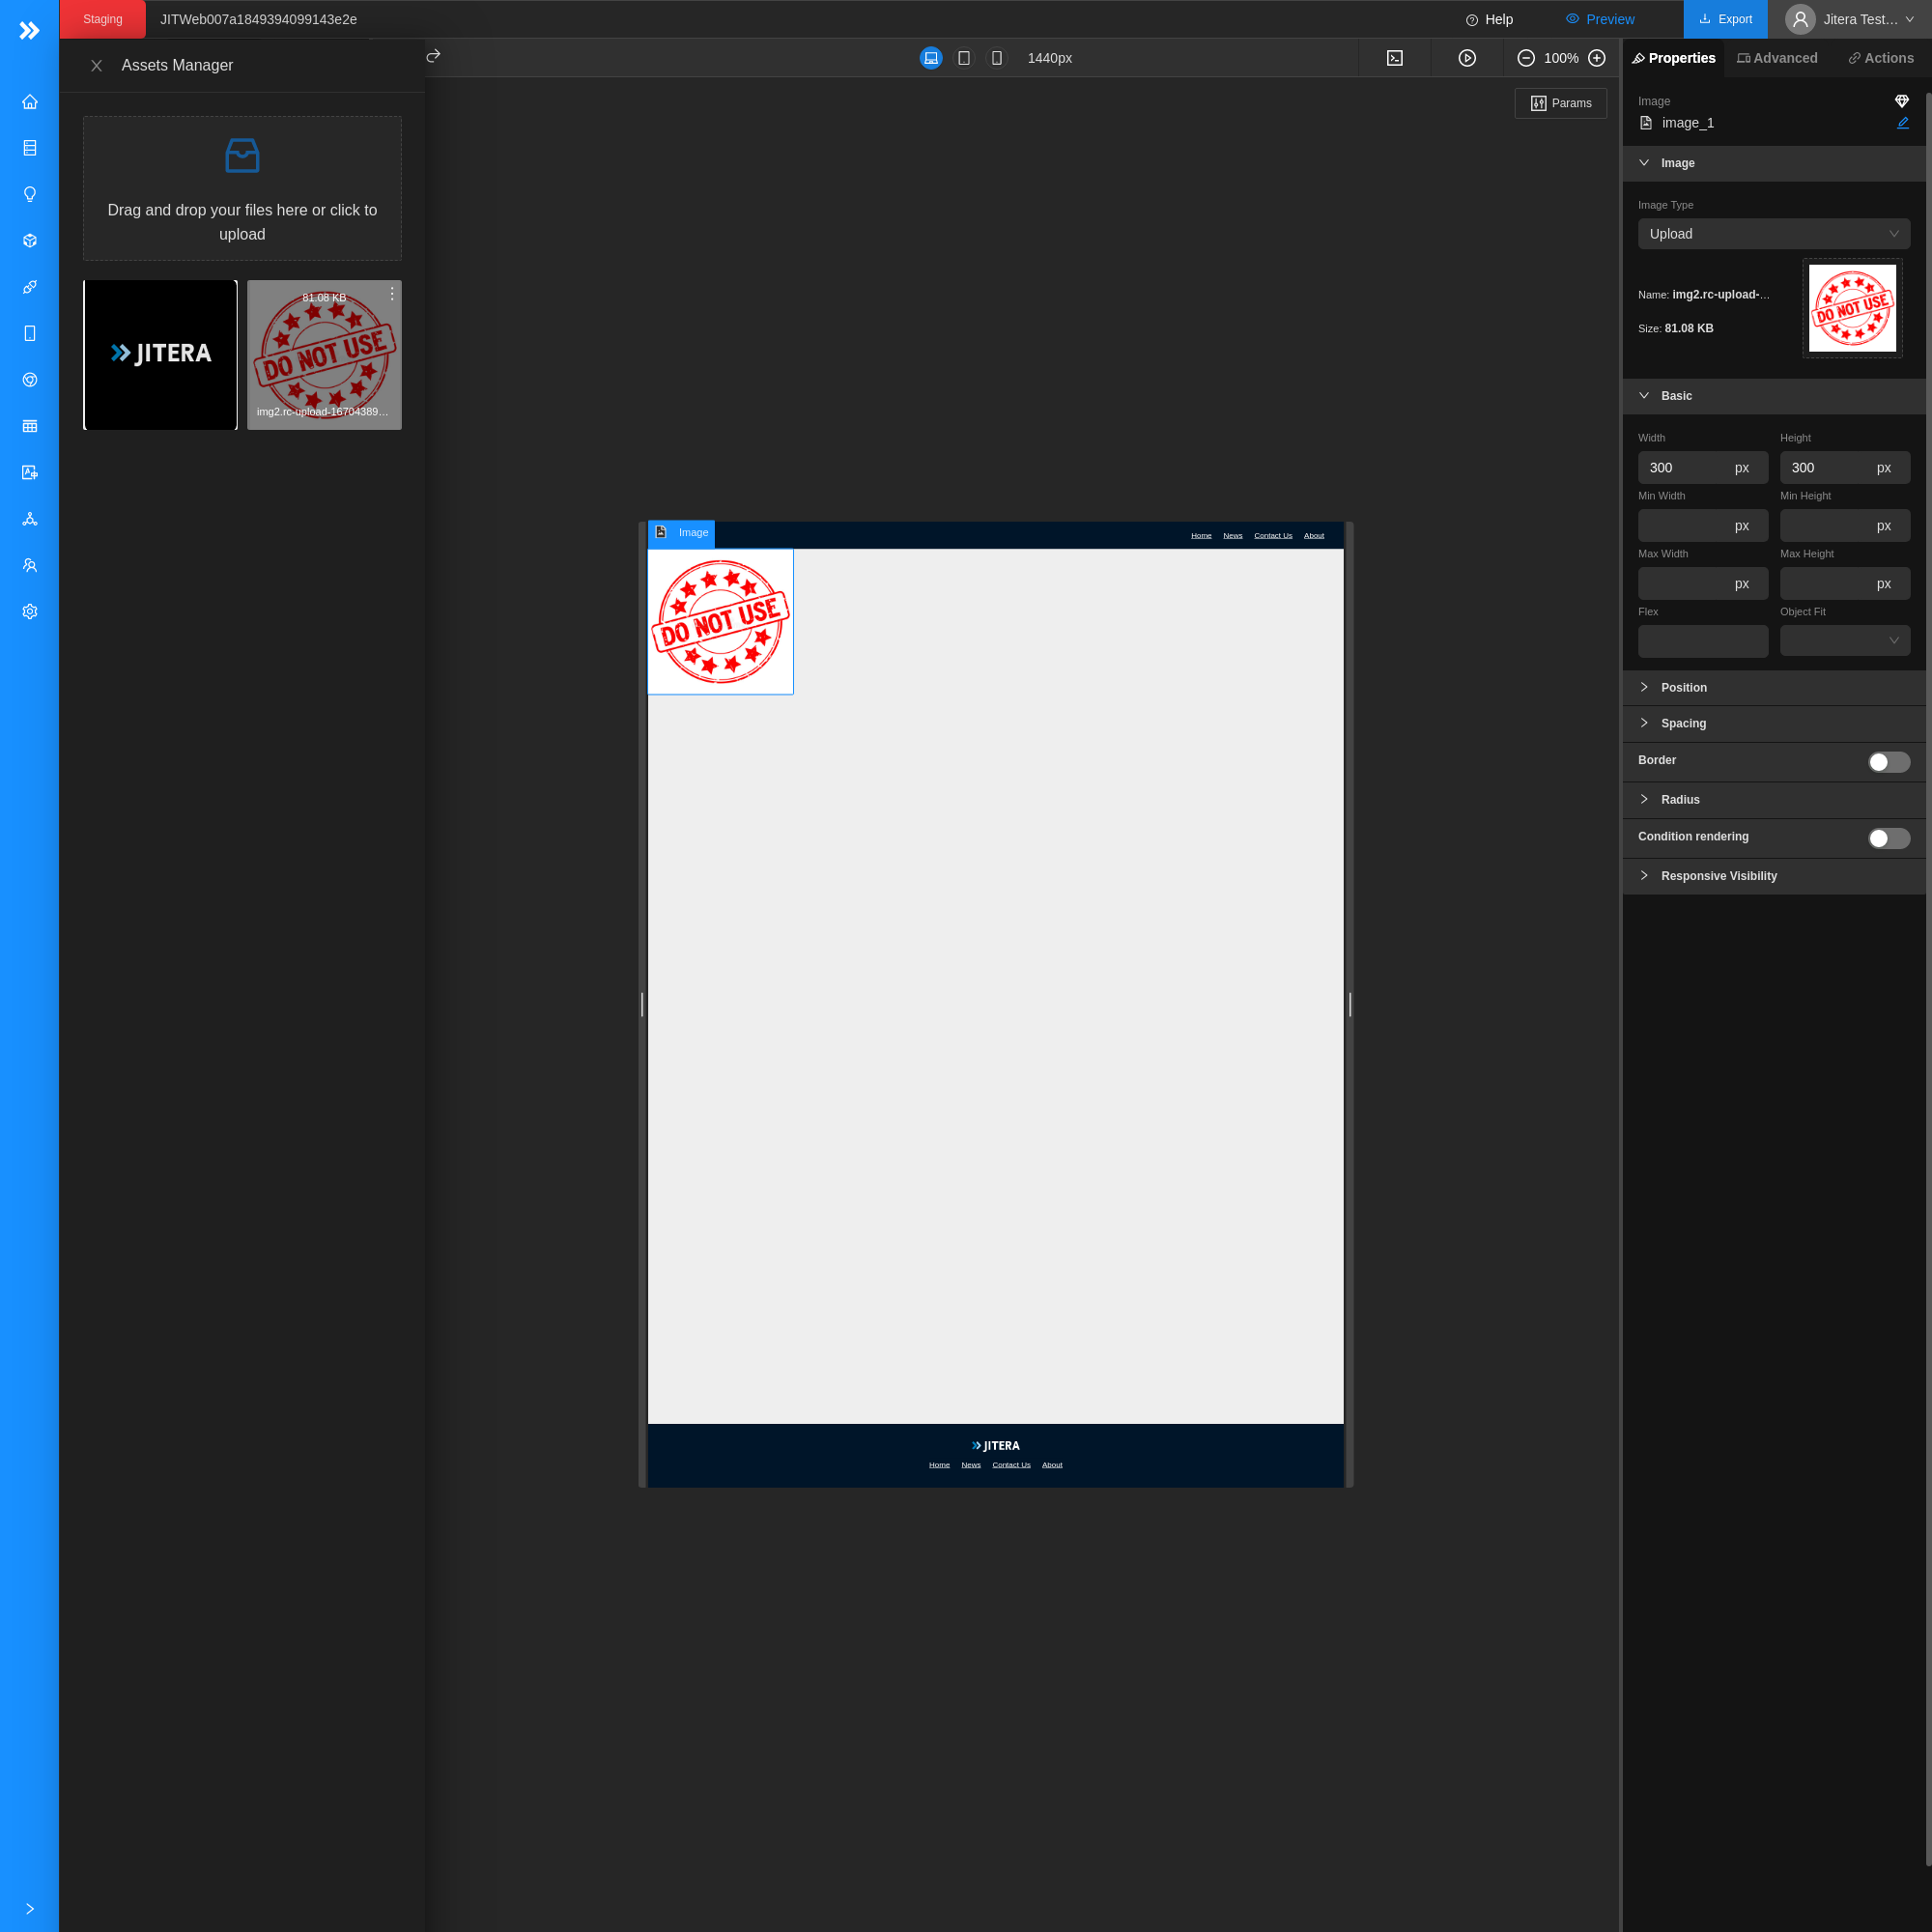 Staging
JITWeb007a1849394099143e2e
Help
Preview
Export
Jitera Test...
Assets Manager
1440px
100%
Properties
Advanced
Actions
Params
Drag and drop your files here or click to
upload
JITERA
81.08 KB
DO NOT USE
img2.rc-upload-16704389...
Image
Home
News
Contact Us
About
DO NOT USE
JITERA
Home
News
Contact Us
About
Image
image_1
Image
Image Type
Upload
Name: img2.rc-upload-...
Size: 81.08 KB
DO NOT USE
Basic
Width
Height
300 px
300 px
Min Width
Min Height
px
px
Max Width
Max Height
px
px
Flex
Object Fit
Position
Spacing
Border
Radius
Condition rendering
Responsive Visibility